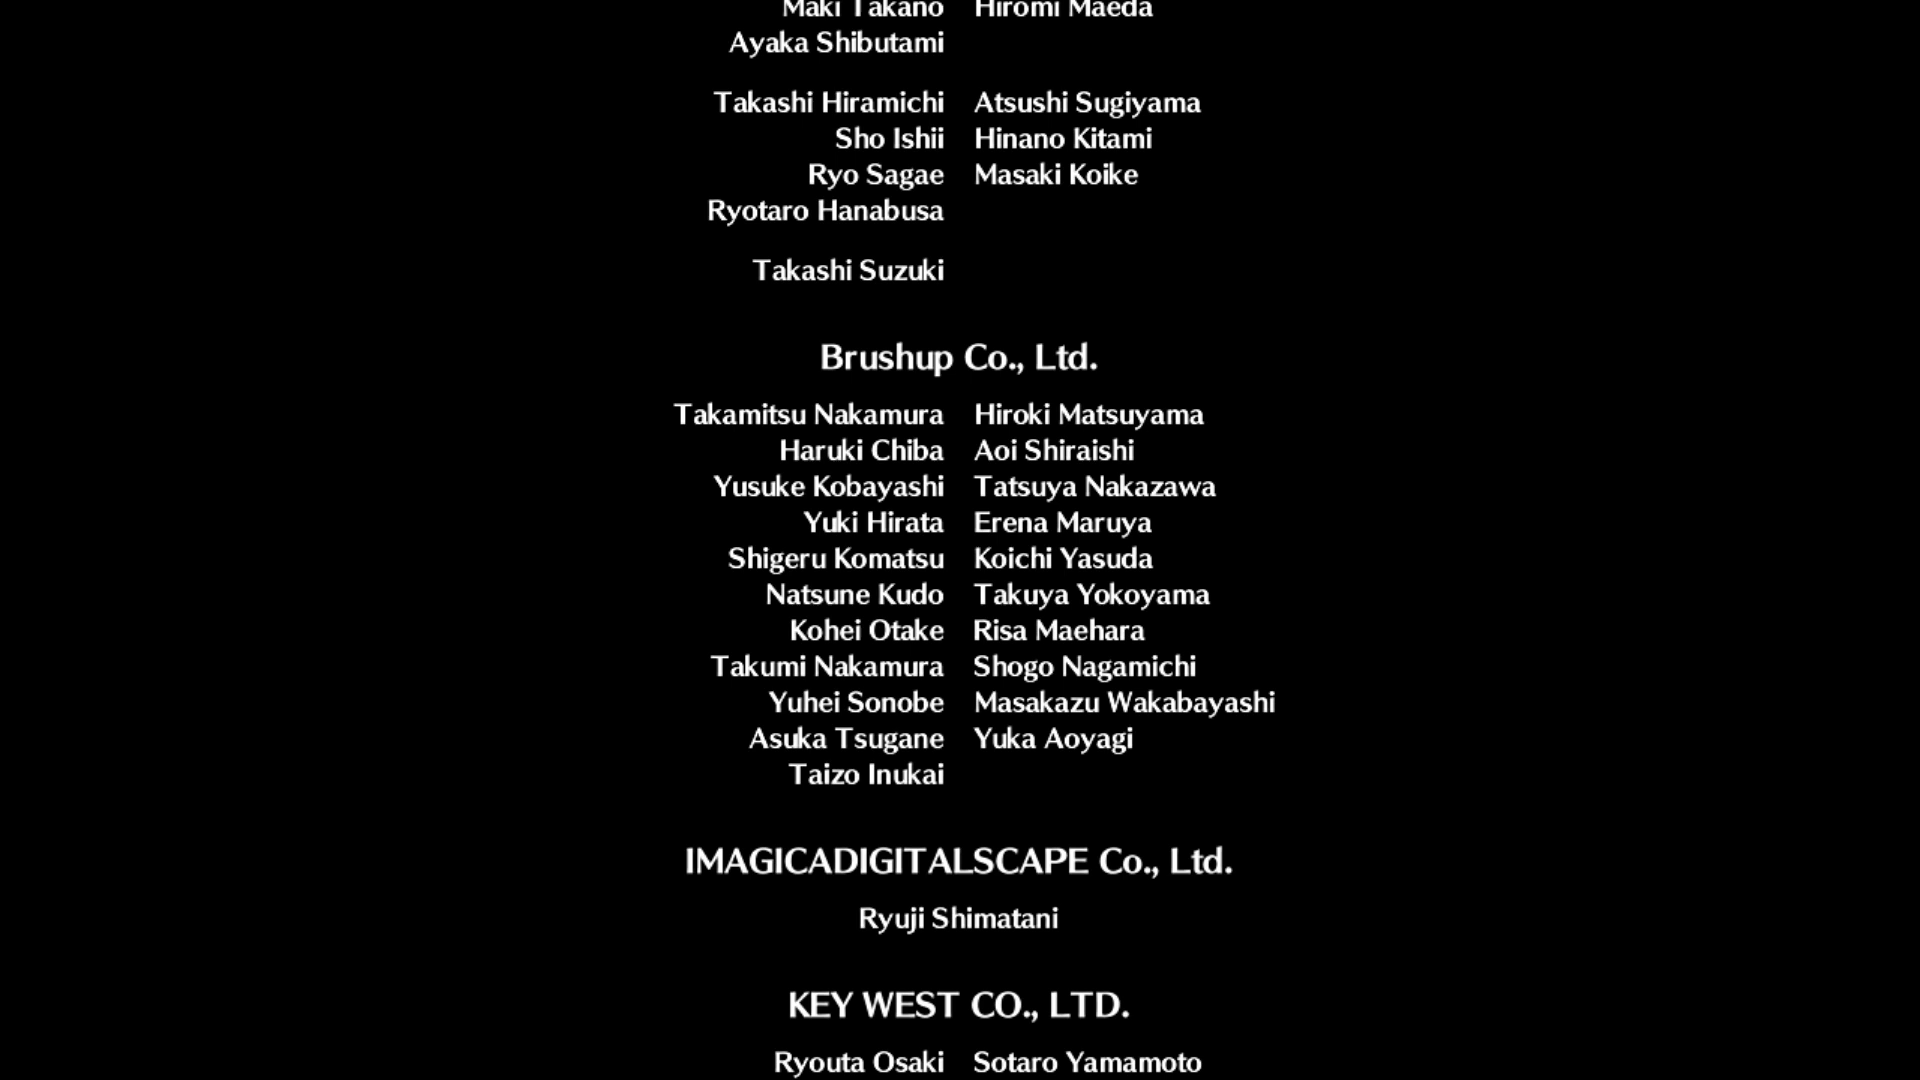 Maki Takano Hiromi Maeda
Ayaka Shibutami
Takashi Hiramichi Atsushi Sugiyama
Sho Ishii Hinano Kitami
Ryo Sagae Masaki Koike
Ryotaro Hanabusa
Takashi Suzuki
Brushup Co., Ltd.
Takamitsu Nakamura Hiroki Matsuyama
Haruki Chiba Aoi Shiraishi
Yusuke Kobayashi Tatsuya Nakazawa
Yuki Hirata Erena Maruya
Shigeru Komatsu Koichi Yasuda
Natsune Kudo Takuya Yokoyama
Kohei Otake Risa Maehara
Takumi Nakamura Shogo Nagamichi
Yuhei Sonobe Masakazu Wakabayashi
Asuka Tsugane Yuka Aoyagi
Taizo Inukai
IMAGICADIGITALSCAPE Co., Ltd.
Ryuji Shimatani
KEY WEST CO., LTD.
Ryouta Osaki Sotaro Yamamoto